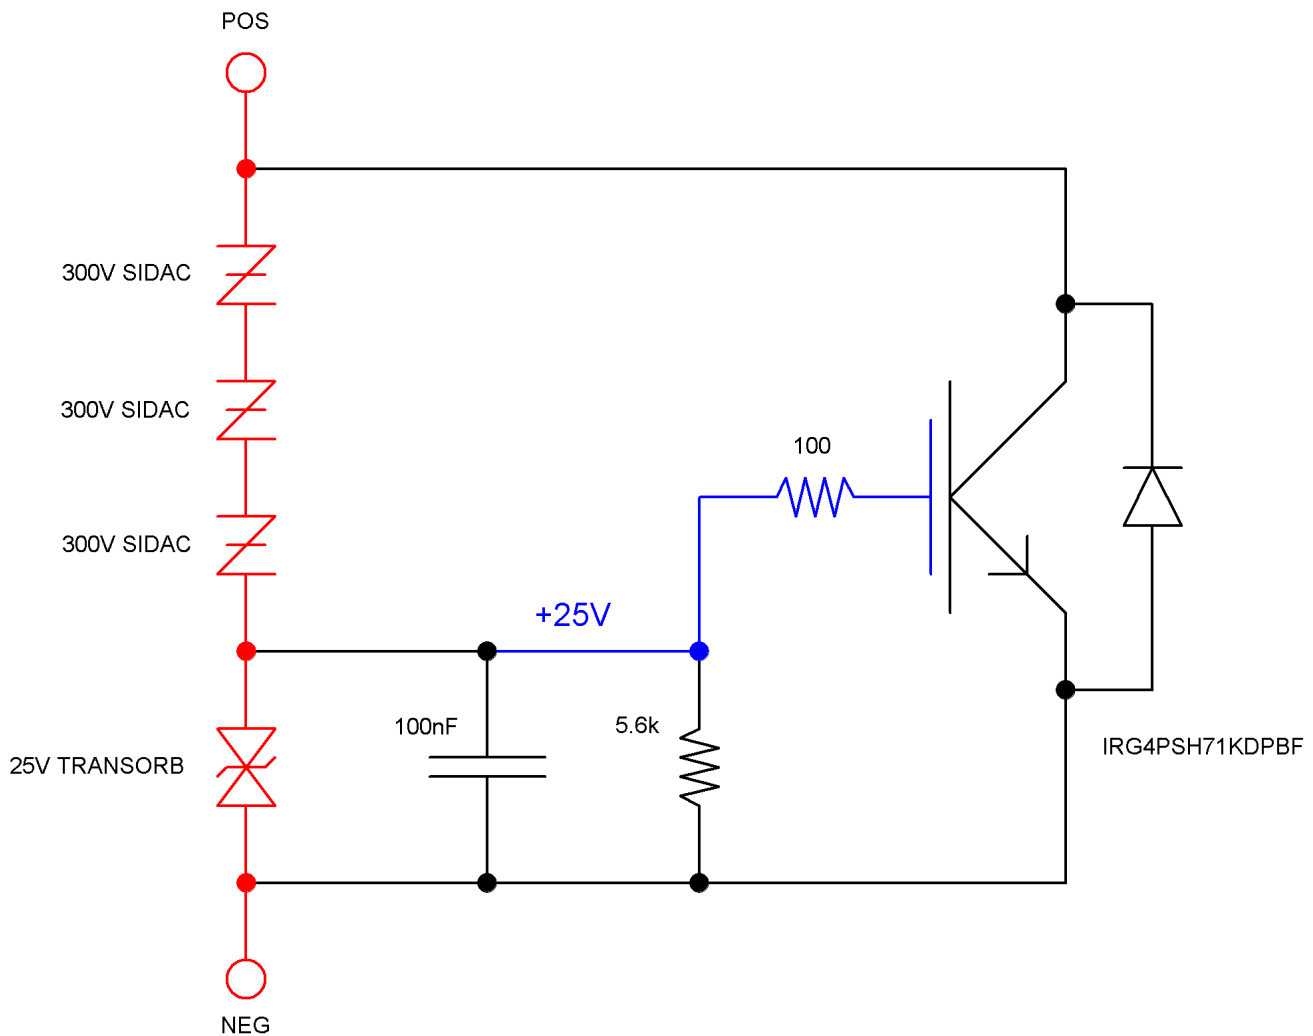 POS
300V SIDAC
300V SIDAC
100
300V SIDAC
+25V
100nF
5.6k
25V TRANSORB
IRG4PSH71KDPBF
NEG